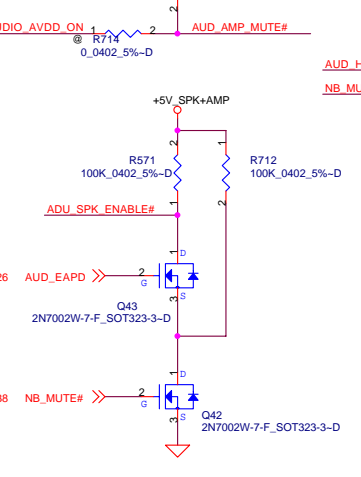 2
UDIO_AVDD_ON 1 2 AUD_AMP_MUTE#
@ R714
0_0402_5%~D
AUD_H
NB_MU
+5V_SPK+AMP
2 1
R571 R712
100K_0402_5%~D 100K_0402_5%~D
1 2
ADU_SPK_ENABLE#
1 D
26 AUD_EAPD 2 G
3 S
Q43
2N7002W-7-F_SOT323-3~D
1 D
38 NB_MUTE# 2 G
3 S
Q42
2N7002W-7-F_SOT323-3~D